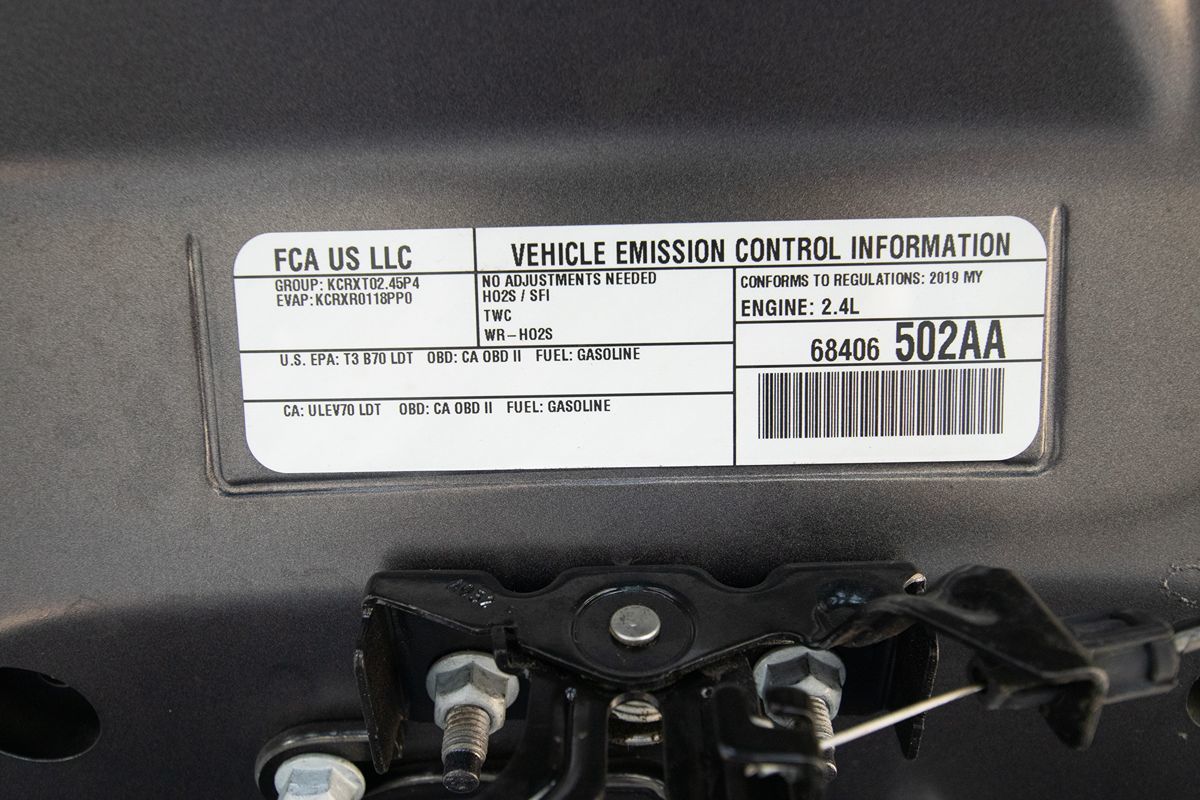 FCA US LLC
VEHICLE EMISSION CONTROL INFORMATION
GROUP: KCRXT02.45P4
EVAP: KCRXR0118PP0
NO ADJUSTMENTS NEEDED
HO2S / SFI
TWC
WR-HO2S
CONFORMS TO REGULATIONS: 2019 MY
ENGINE: 2.4L
68406 502AA
U.S. EPA: T3 B70 LDT OBD: CA OBD II FUEL: GASOLINE
CA: ULEV70 LDT OBD: CA OBD II FUEL: GASOLINE